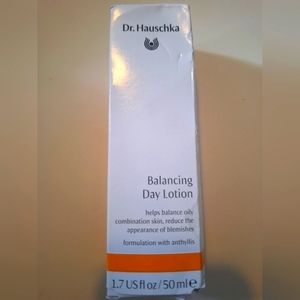 Dr. Hauschka
Balancing
Day Lotion
helps balance oily
combination skin, reduce the
appearance of blemishes
formulation with anthyllis
1.7 US fl oz / 50 ml e